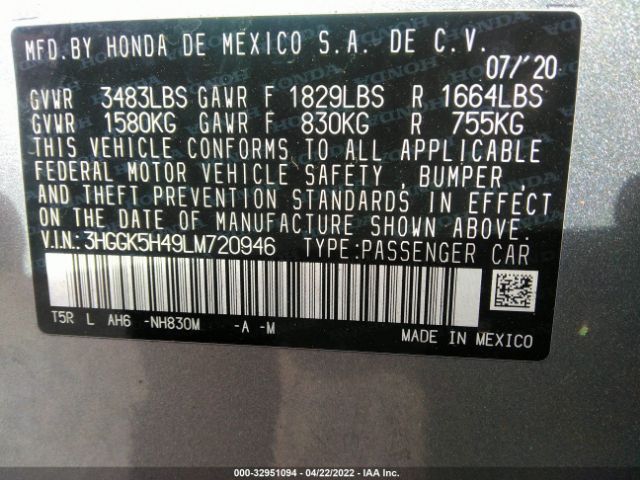 MFD.BY HONDA DE MEXICO S.A. DE C.V.
07/'20
GVWR 3483LBS GAWR F 1829LBS R 1664LBS
GVWR 1580KG GAWR F 830KG R 755KG
THIS VEHICLE CONFORMS TO ALL APPLICABLE
FEDERAL MOTOR VEHICLE SAFETY , BUMPER ,
AND THEFT PREVENTION STANDARDS IN EFFECT
ON THE DATE OF MANUFACTURE SHOWN ABOVE.
V.I.N.: 3HGGK5H49LM720946 TYPE:PASSENGER CAR
T5R L AH6 -NH830M -A -M
MADE IN MEXICO
000-32951094 - 04/22/2022 - IAA Inc.